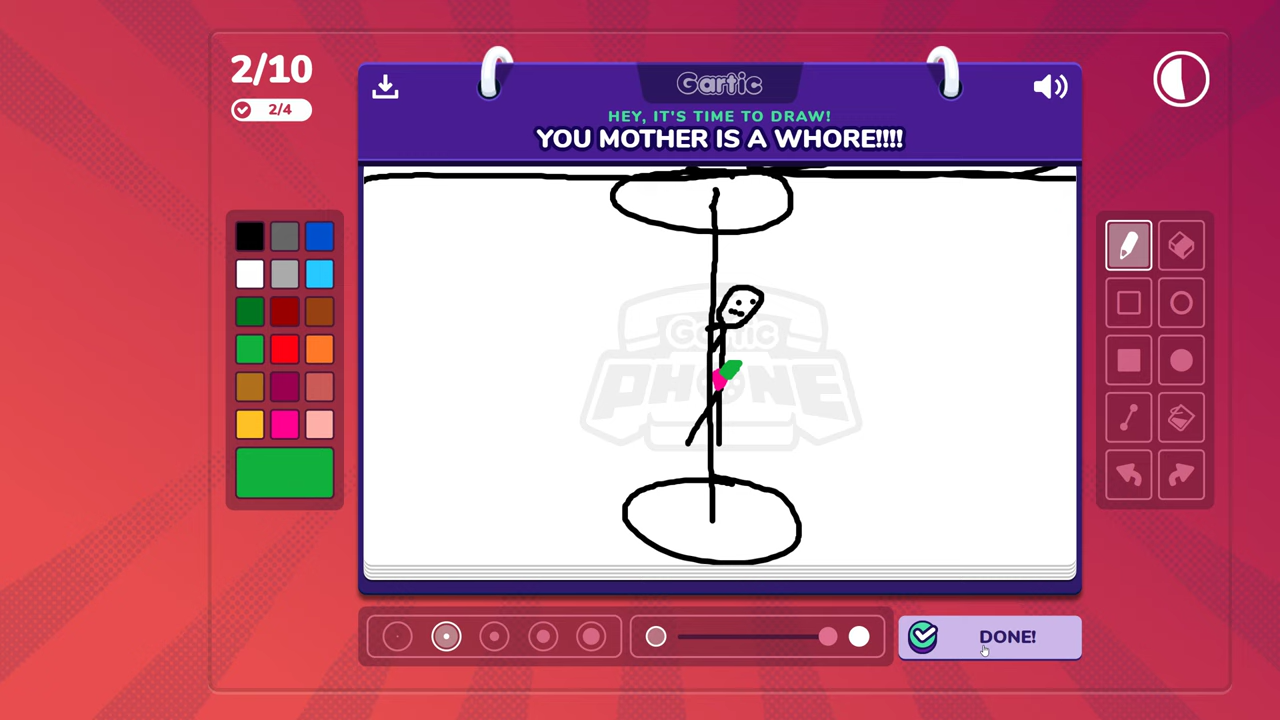 2/10
2/4
Gartic
HEY, IT'S TIME TO DRAW!
YOU MOTHER IS A WHORE!!!!
Gartic
PHONE
DONE!